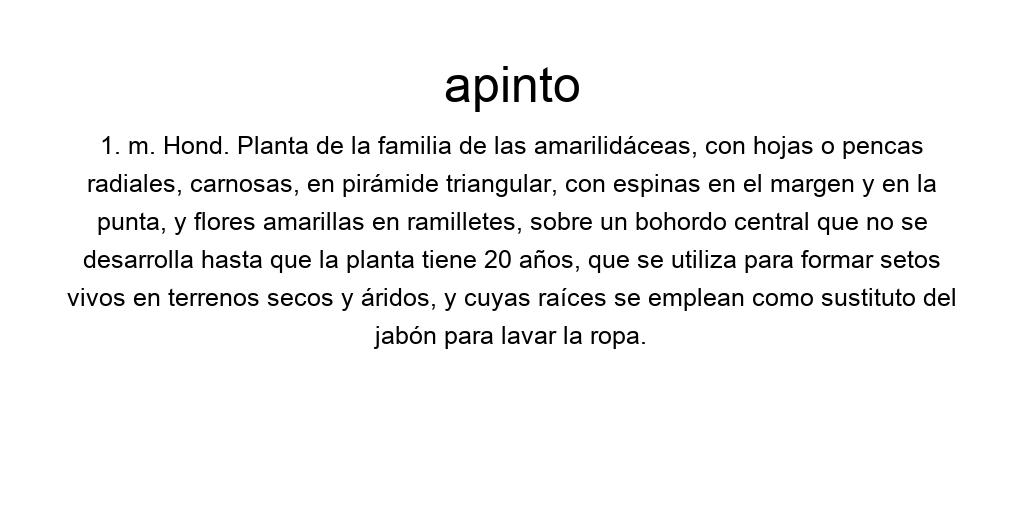 apinto
1. m. Hond. Planta de la familia de las amarilidáceas, con hojas o pencas
radiales, carnosas, en pirámide triangular, con espinas en el margen y en la
punta, y flores amarillas en ramilletes, sobre un bohordo central que no se
desarrolla hasta que la planta tiene 20 años, que se utiliza para formar setos
vivos en terrenos secos y áridos, y cuyas raíces se emplean como sustituto del
jabón para lavar la ropa.